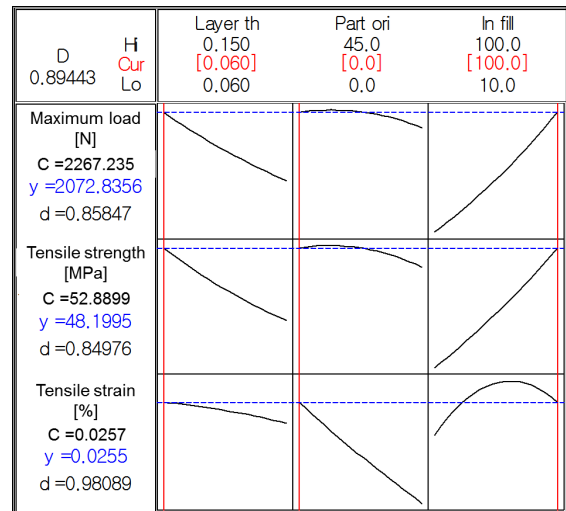 D
0.89443
Hi
Cur
Lo
Layer th
0.150
[0.060]
0.060
Part ori
45.0
[0.0]
0.0
In fill
100.0
[100.0]
10.0
Maximum load
[N]
C =2267.235
y =2072.8356
d =0.85847
Tensile strength
[MPa]
C =52.8899
y =48.1995
d =0.84976
Tensile strain
[%]
C =0.0257
y =0.0255
d =0.98089